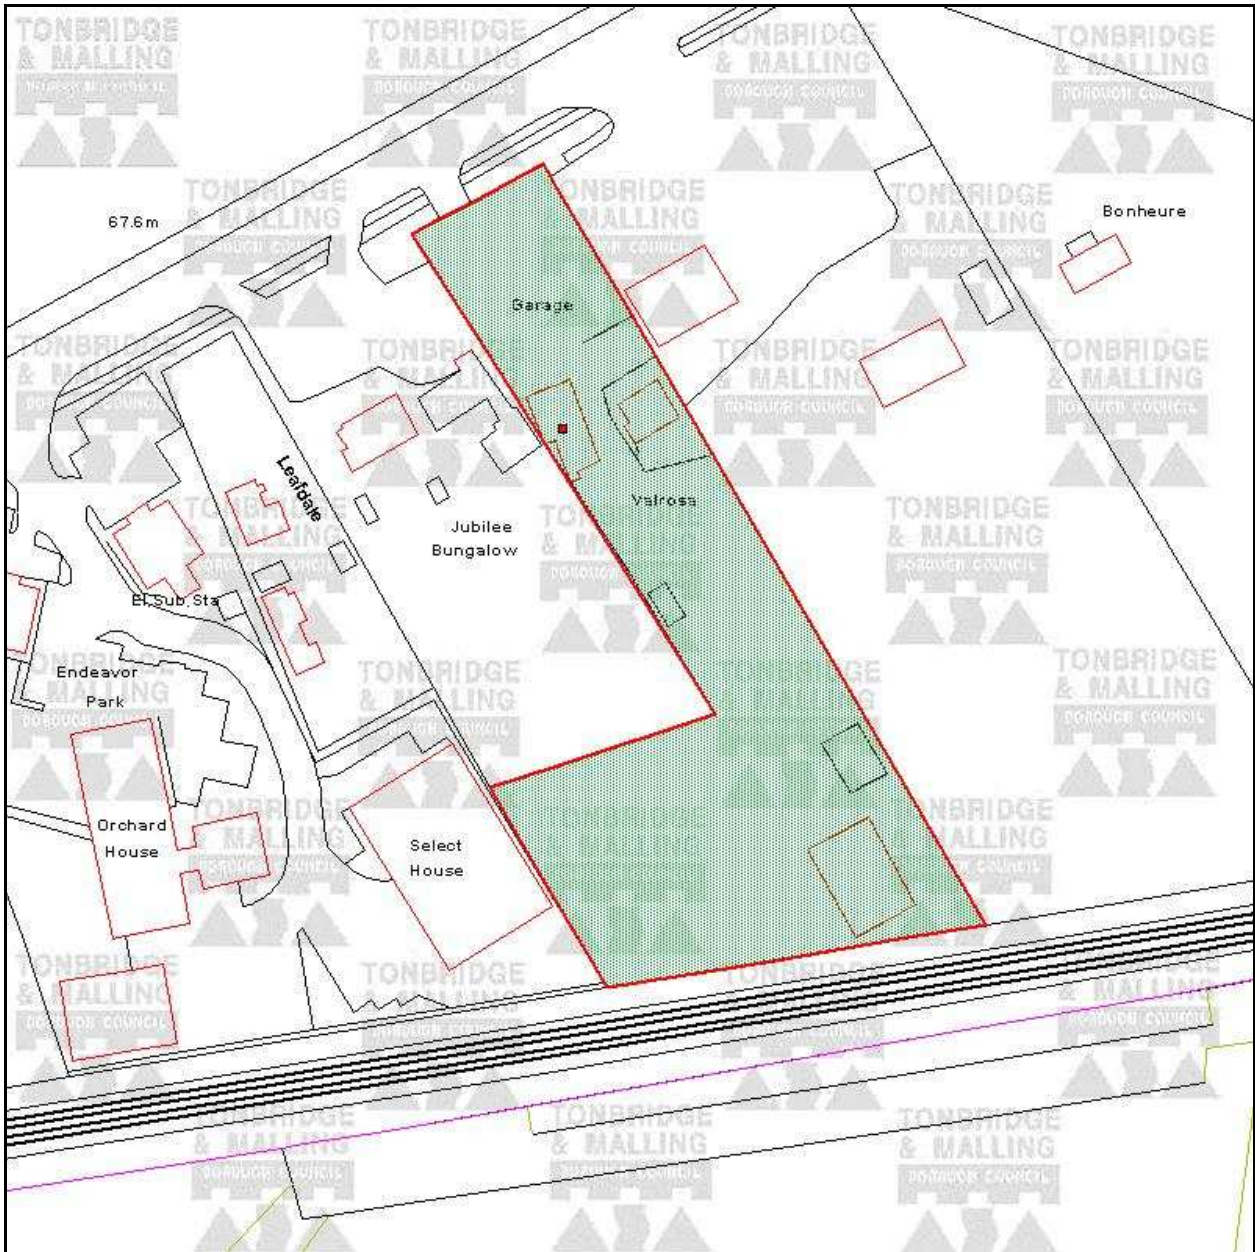 TONBRIDGE
& MALLING
BOROUGH COUNCIL
67.6m
Bonheure
Garage
Leafdale
Valrosa
Jubilee
Bungalow
El Sub Sta
Endeavor
Park
Orchard
House
Select
House